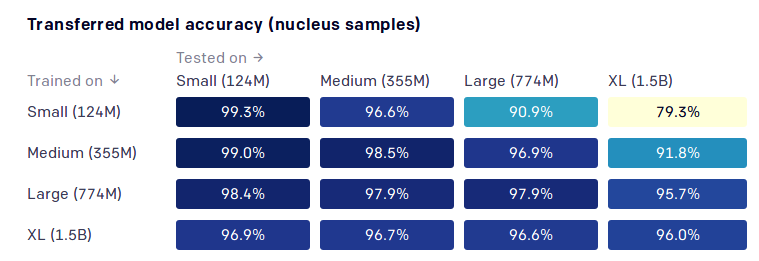 Transferred model accuracy (nucleus samples)
Tested on →
Trained on ↓ Small (124M) Medium (355M) Large (774M) XL (1.5B)
Small (124M) 99.3% 96.6% 90.9% 79.3%
Medium (355M) 99.0% 98.5% 96.9% 91.8%
Large (774M) 98.4% 97.9% 97.9% 95.7%
XL (1.5B) 96.9% 96.7% 96.6% 96.0%